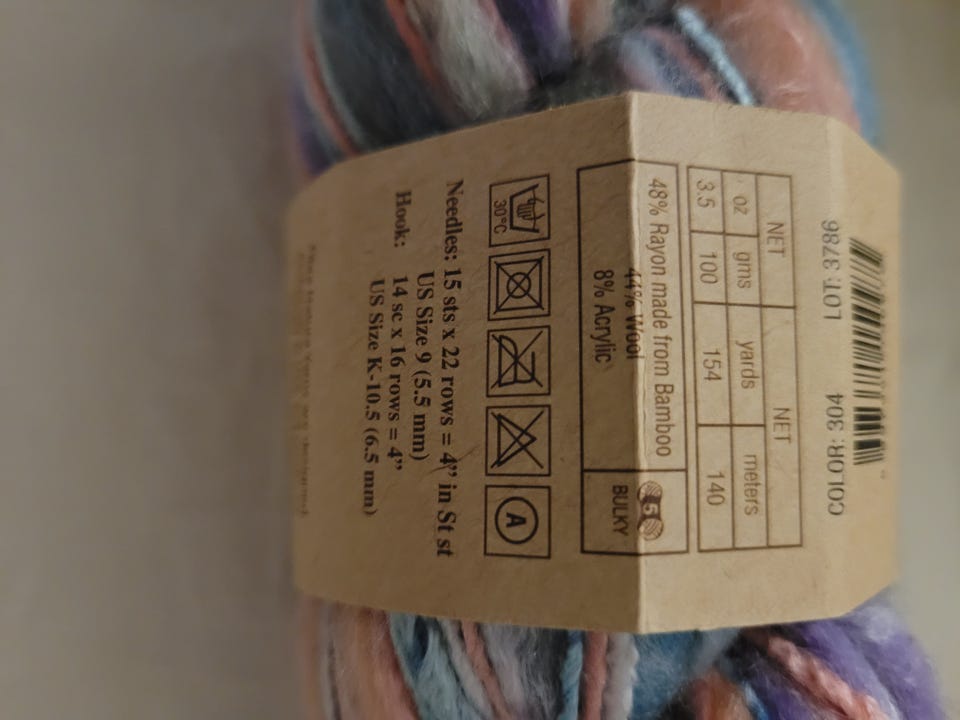 LOT: 3786 COLOR: 304
NET NET
oz gms yards meters
3.5 100 154 140
48% Rayon made from Bamboo
44% Wool
8% Acrylic
5
BULKY
30°C
A
Needles: 15 sts x 22 rows = 4" in St st
US Size 9 (5.5 mm)
Hook: 14 sc x 16 rows = 4"
US Size K-10.5 (6.5 mm)